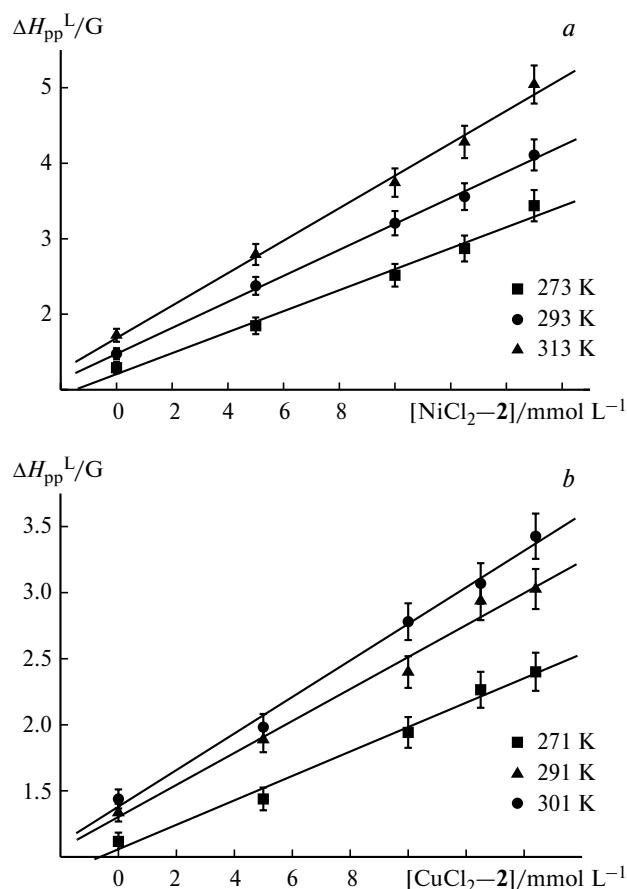 ΔH_pp^L/G
a
5
4
3
2
273 K
293 K
313 K
0 2 4 6 8 [NiCl₂—2]/mmol L⁻¹
ΔH_pp^L/G
b
3.5
3.0
2.5
2.0
1.5
271 K
291 K
301 K
0 2 4 6 8 [CuCl₂—2]/mmol L⁻¹